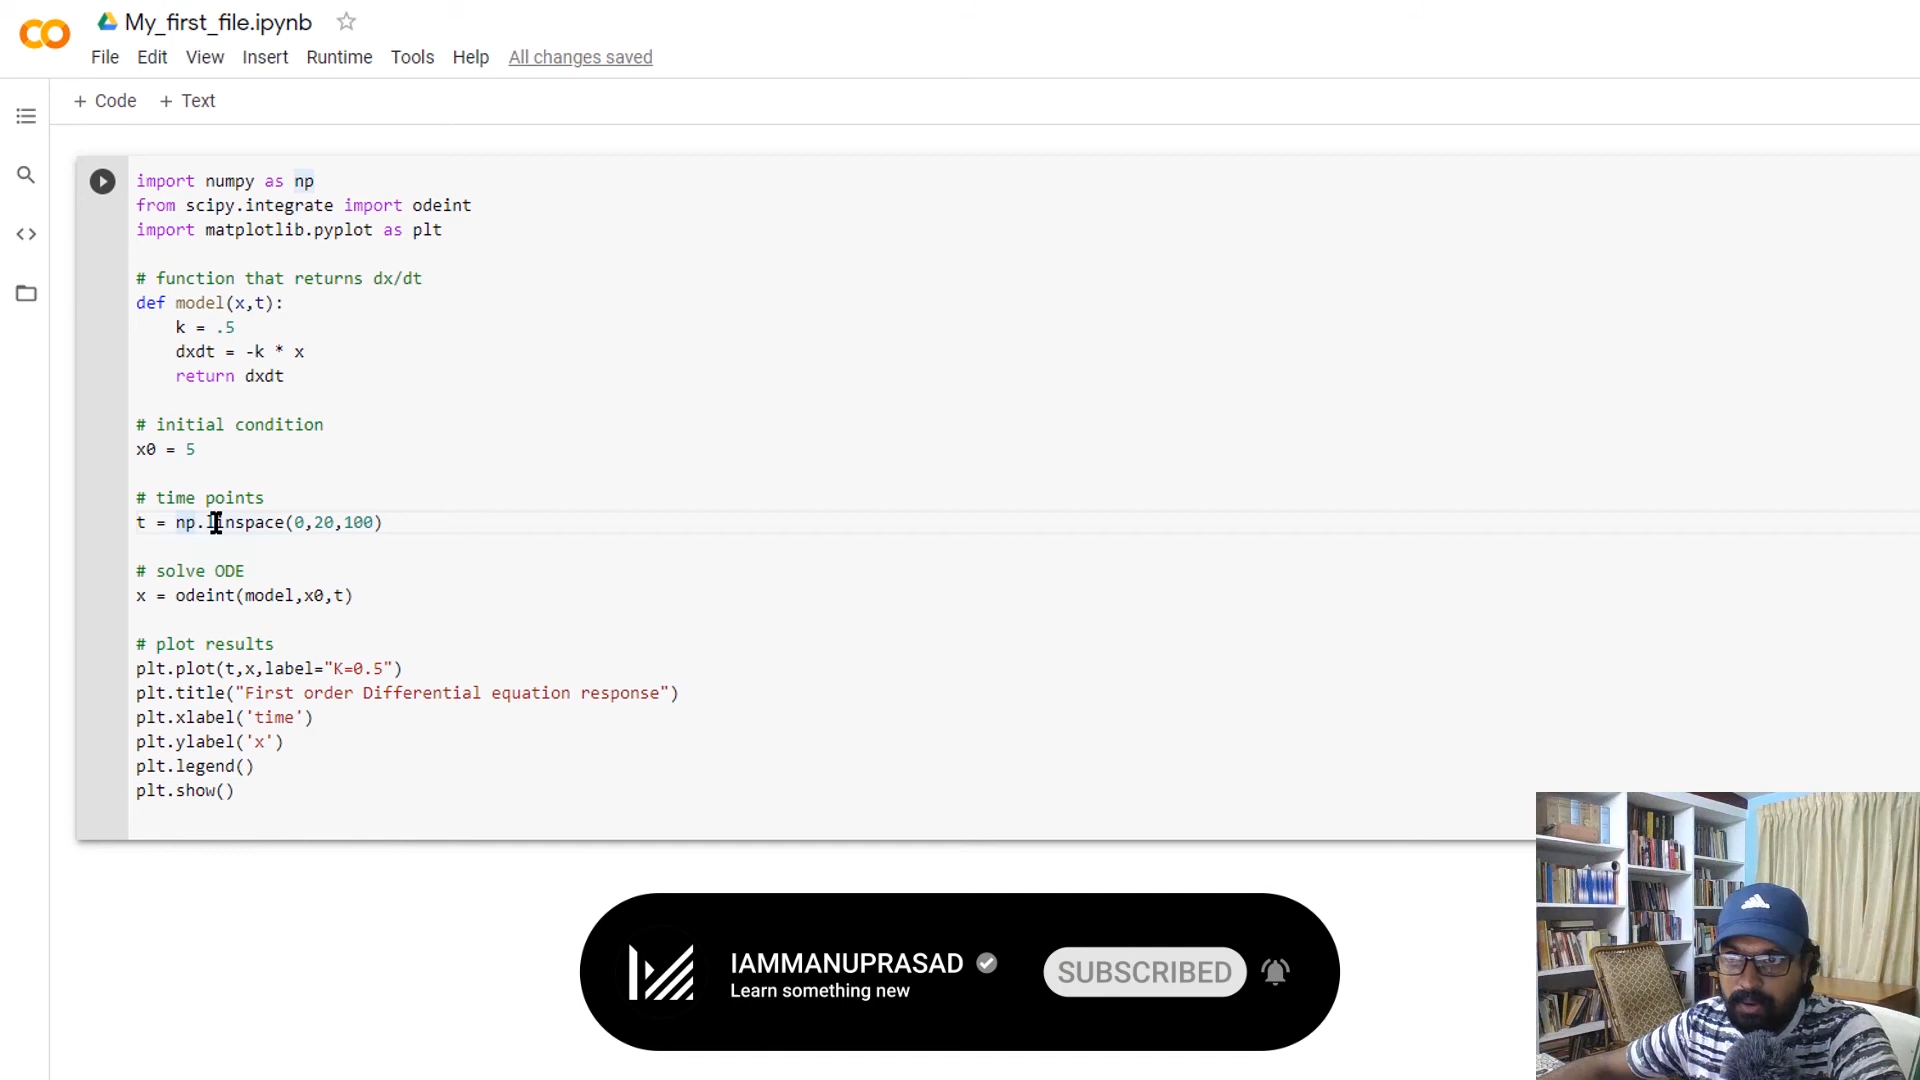 My_first_file.ipynb
File Edit View Insert Runtime Tools Help All changes saved
+ Code + Text
import numpy as np
from scipy.integrate import odeint
import matplotlib.pyplot as plt
# function that returns dx/dt
def model(x,t):
    k = .5
    dxdt = -k * x
    return dxdt
# initial condition
x0 = 5
# time points
t = np.linspace(0,20,100)
# solve ODE
x = odeint(model,x0,t)
# plot results
plt.plot(t,x,label="K=0.5")
plt.title("First order Differential equation response")
plt.xlabel('time')
plt.ylabel('x')
plt.legend()
plt.show()
IAMMANUPRASAD
Learn something new
SUBSCRIBED